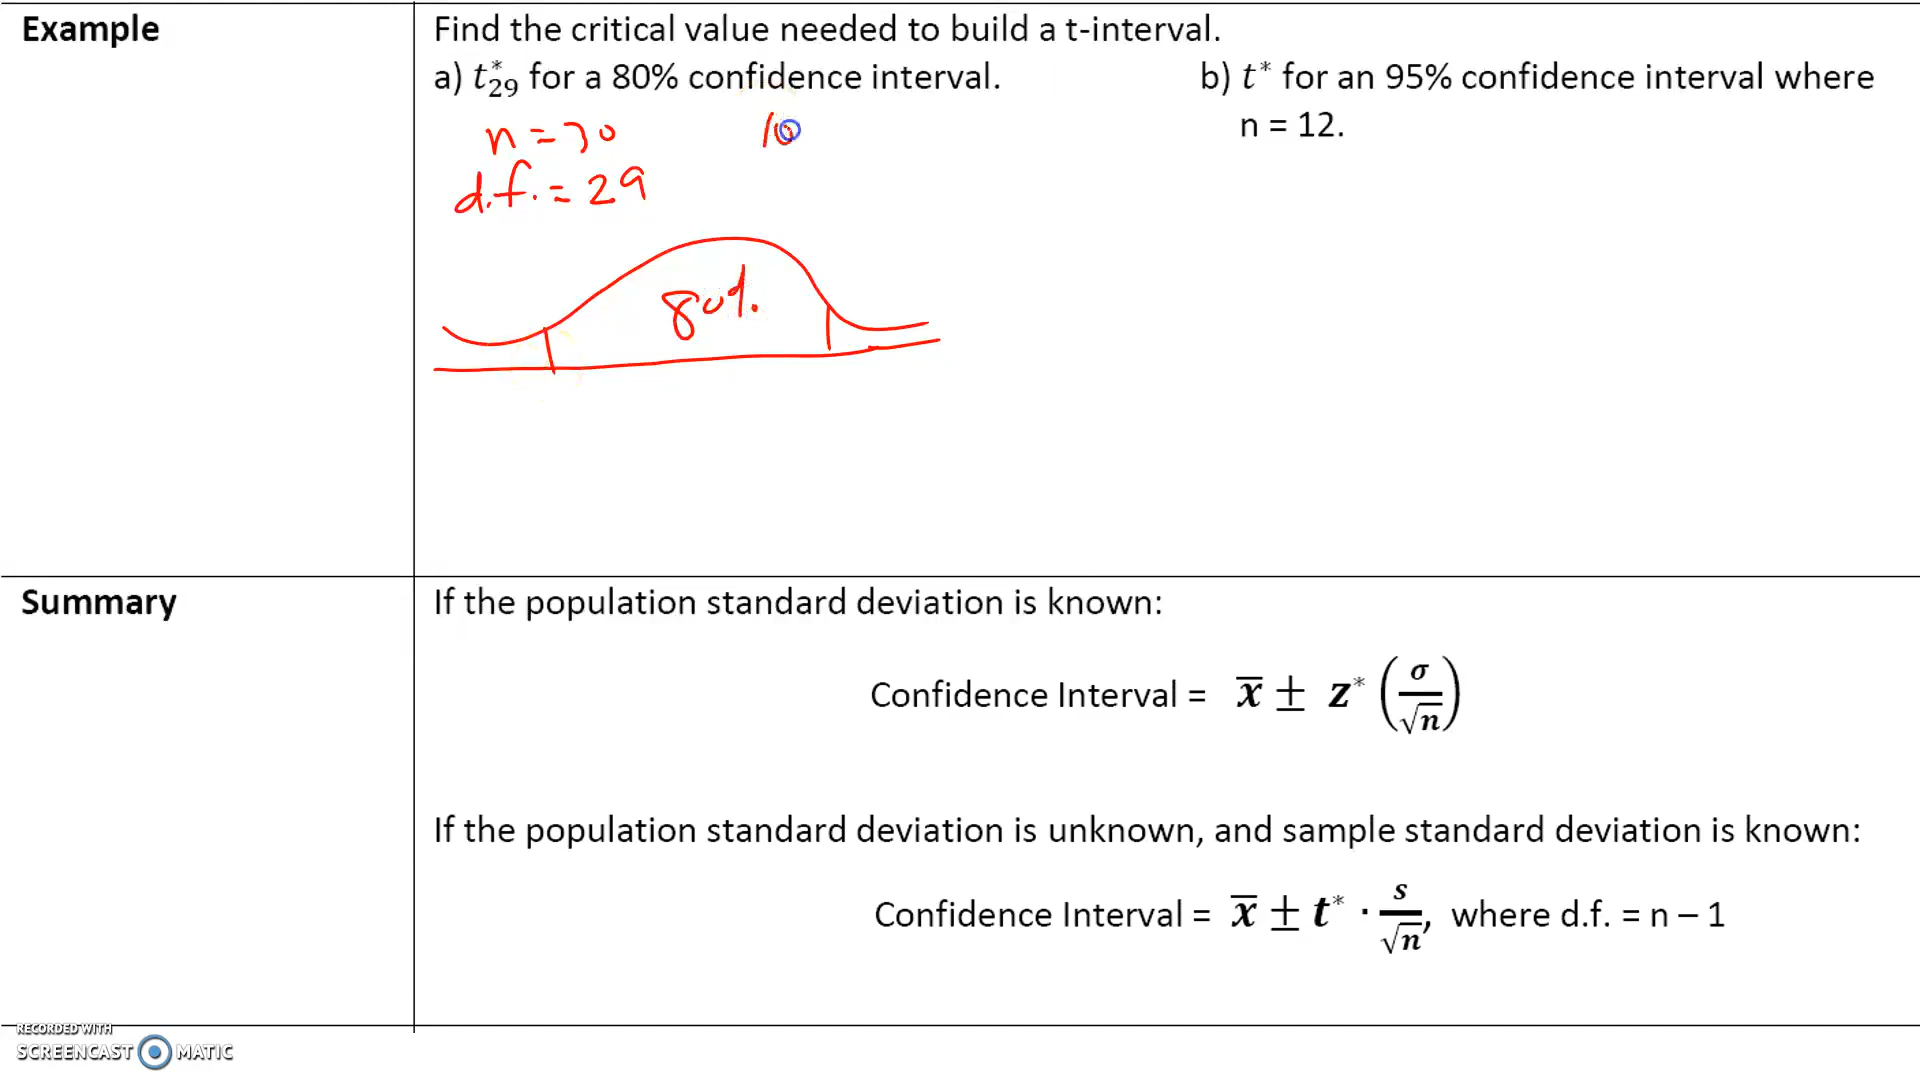 Example
Find the critical value needed to build a t-interval.
a) t*₂₉ for a 80% confidence interval.
b) t* for an 95% confidence interval where
n = 12.
n = 30
10
d.f. = 29
80%
Summary
If the population standard deviation is known:
Confidence Interval = x̄ ± z* (σ/√n)
If the population standard deviation is unknown, and sample standard deviation is known:
Confidence Interval = x̄ ± t* · s/√n, where d.f. = n – 1
RECORDED WITH
SCREENCAST MATIC